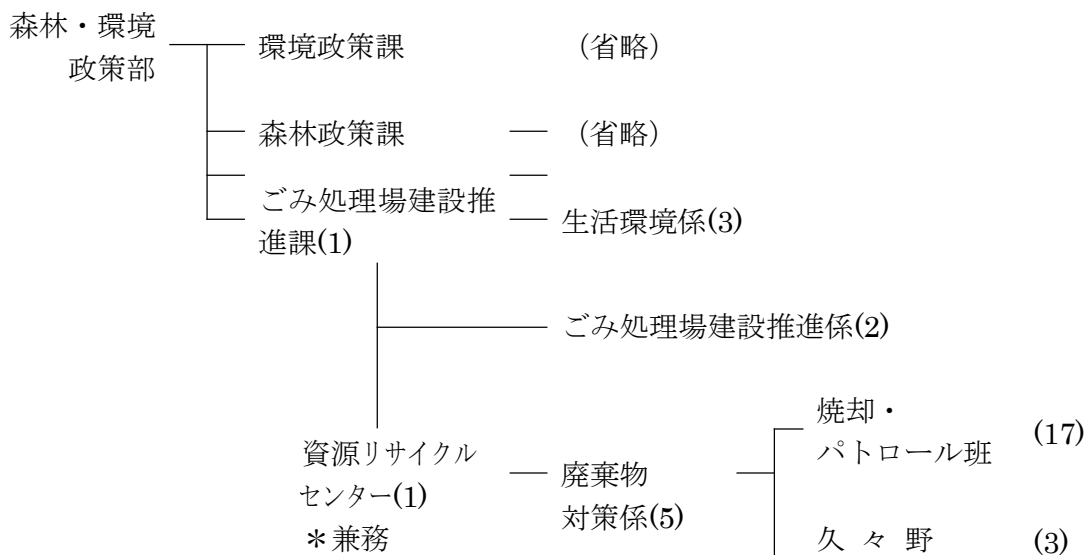 森林・環境
政策部
環境政策課 (省略)
森林政策課 (省略)
ごみ処理場建設推
進課(1)
生活環境係(3)
ごみ処理場建設推進係(2)
資源リサイクル
センター(1)
＊兼務
廃棄物
対策係(5)
焼却・
パトロール班
(17)
久々野 (3)